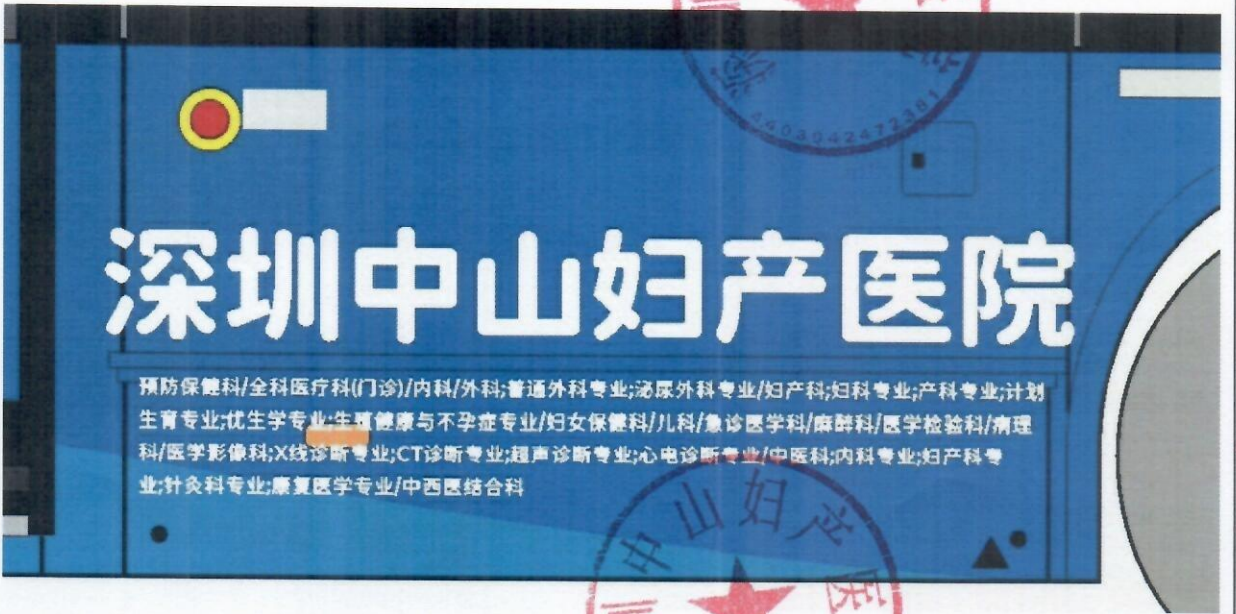 4403042472381
深圳中山妇产医院
预防保健科/全科医疗科(门诊)/内科/外科;普通外科专业;泌尿外科专业/妇产科;妇科专业;产科专业;计划
生育专业;优生学专业;生殖健康与不孕症专业/妇女保健科/儿科/急诊医学科/麻醉科/医学检验科/病理
科/医学影像科;X线诊断专业;CT诊断专业;超声诊断专业;心电诊断专业/中医科;内科专业;妇产科专
业;针灸科专业;康复医学专业/中西医结合科
圳中山妇产医